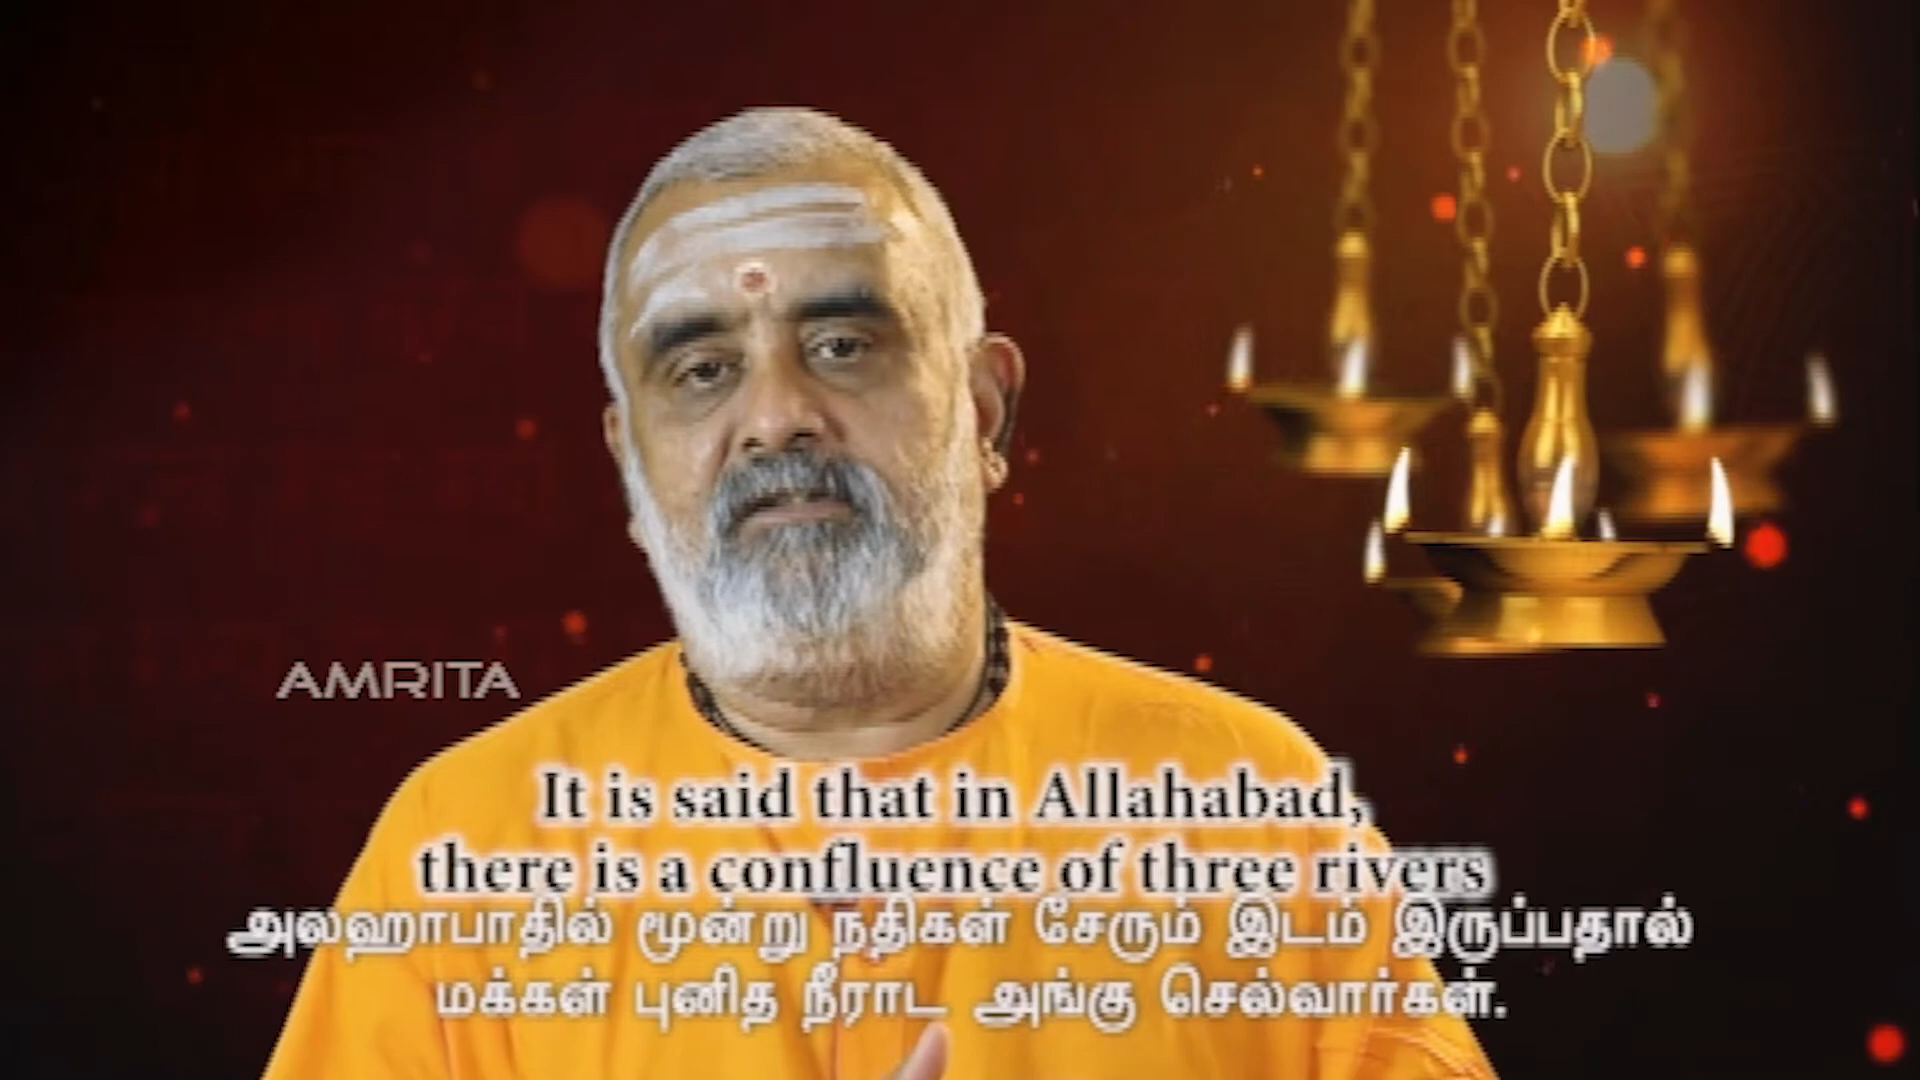 AMRITA
It is said that in Allahabad,
there is a confluence of three rivers
அலஹாபாதில் மூன்று நதிகள் சேரும் இடம் இருப்பதால்
மக்கள் புனித நீராட அங்கு செல்வார்கள்.